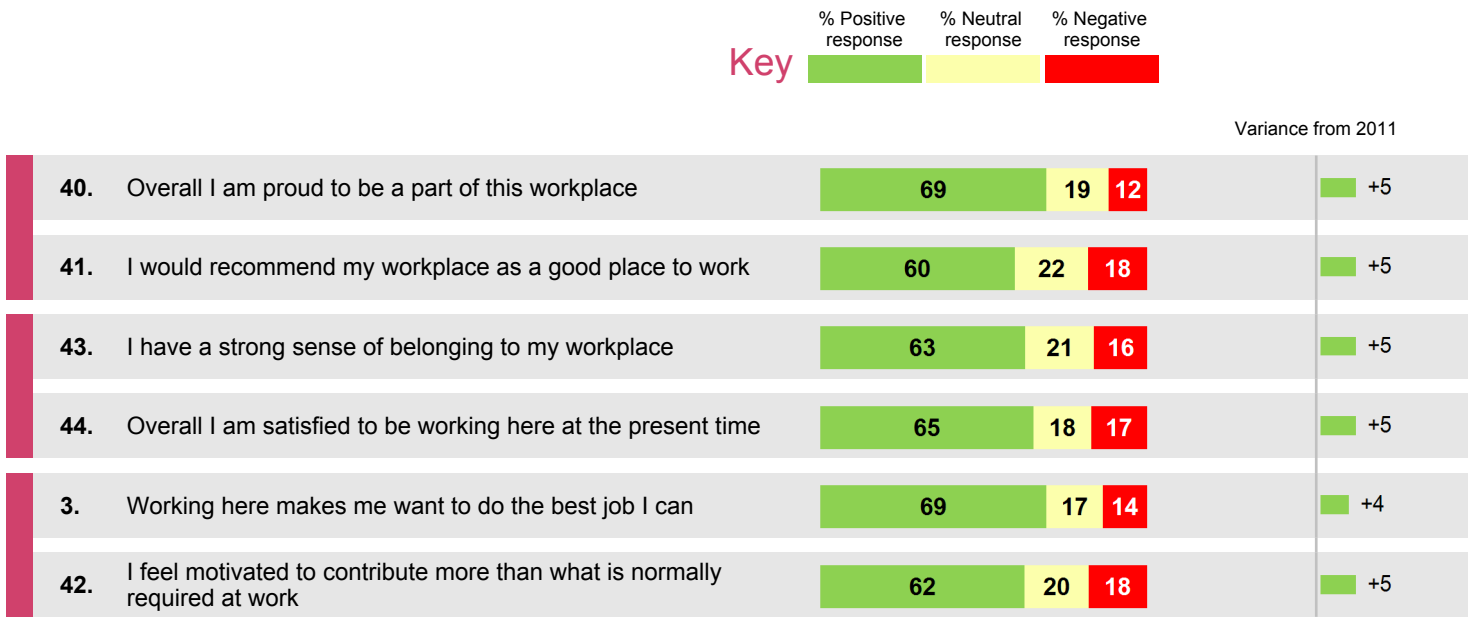 % Positive response
% Neutral response
% Negative response
Key
Variance from 2011
40. Overall I am proud to be a part of this workplace 69 19 12 +5
41. I would recommend my workplace as a good place to work 60 22 18 +5
43. I have a strong sense of belonging to my workplace 63 21 16 +5
44. Overall I am satisfied to be working here at the present time 65 18 17 +5
3. Working here makes me want to do the best job I can 69 17 14 +4
42. I feel motivated to contribute more than what is normally
required at work 62 20 18 +5